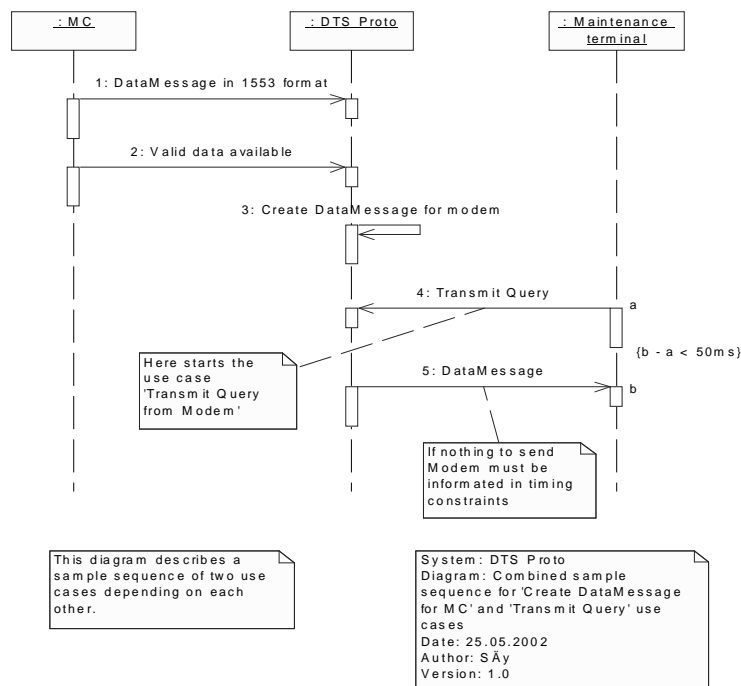 : MC
: DTS Proto
: Maintenance
terminal
1: DataMessage in 1553 format
2: Valid data available
3: Create DataMessage for modem
4: Transmit Query
a
{b - a < 50ms}
Here starts the
use case
'Transmit Query
from Modem'
5: DataMessage
b
If nothing to send
Modem must be
informated in timing
constraints
This diagram describes a
sample sequence of two use
cases depending on each
other.
System: DTS Proto
Diagram: Combined sample
sequence for 'Create DataMessage
for MC' and 'Transmit Query' use
cases
Date: 25.05.2002
Author: SÄy
Version: 1.0